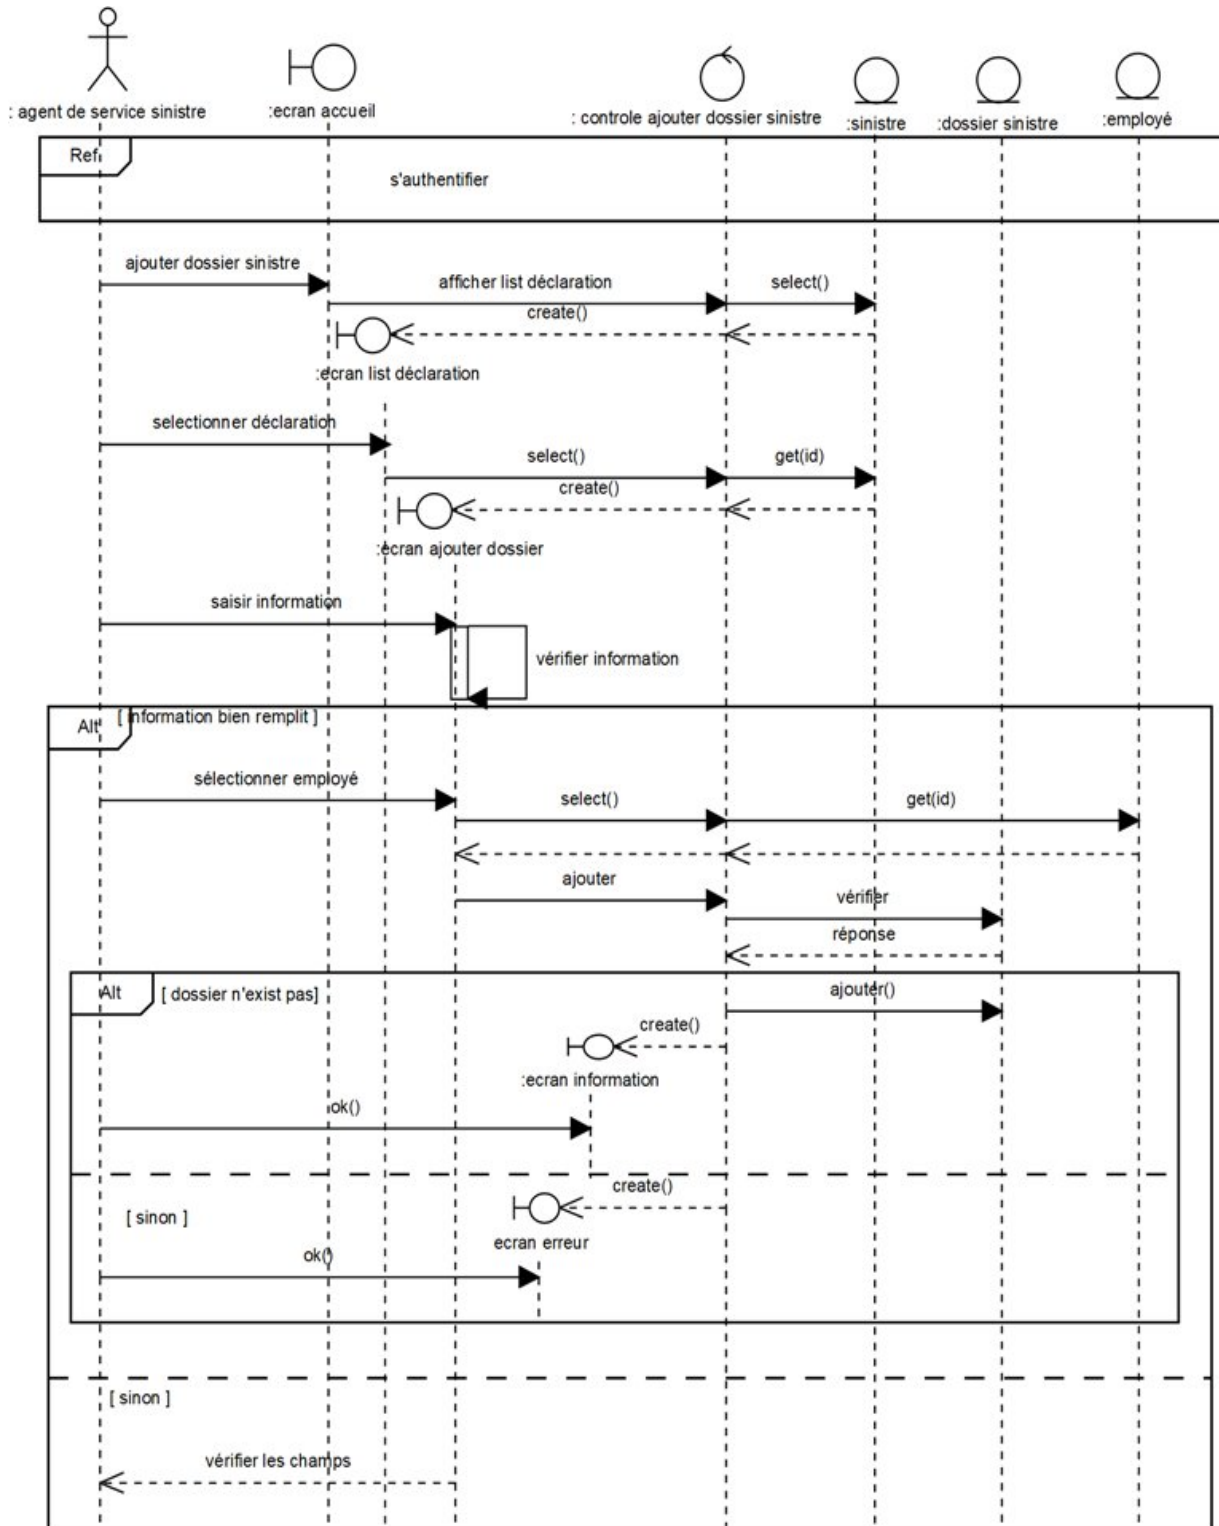 : agent de service sinistre
:ecran accueil
: controle ajouter dossier sinistre
:sinistre
:dossier sinistre
:employé
Ref
s'authentifier
ajouter dossier sinistre
afficher list déclaration
select()
create()
:ecran list déclaration
selectionner déclaration
select()
get(id)
create()
:ecran ajouter dossier
saisir information
vérifier information
Alt
[ information bien remplit ]
sélectionner employé
select()
get(id)
ajouter
vérifier
réponse
Alt
[ dossier n'exist pas]
ajouter()
create()
:ecran information
ok()
create()
[ sinon ]
ecran erreur
ok()
[ sinon ]
vérifier les champs